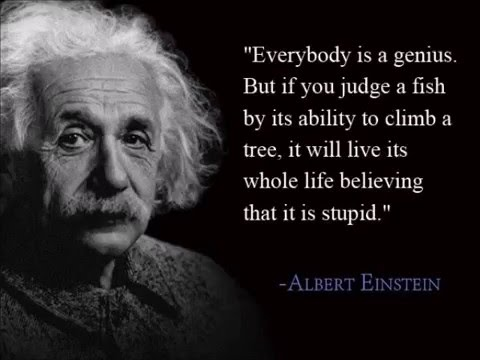 "Everybody is a genius.
But if you judge a fish
by its ability to climb a
tree, it will live its
whole life believing
that it is stupid."
-ALBERT EINSTEIN